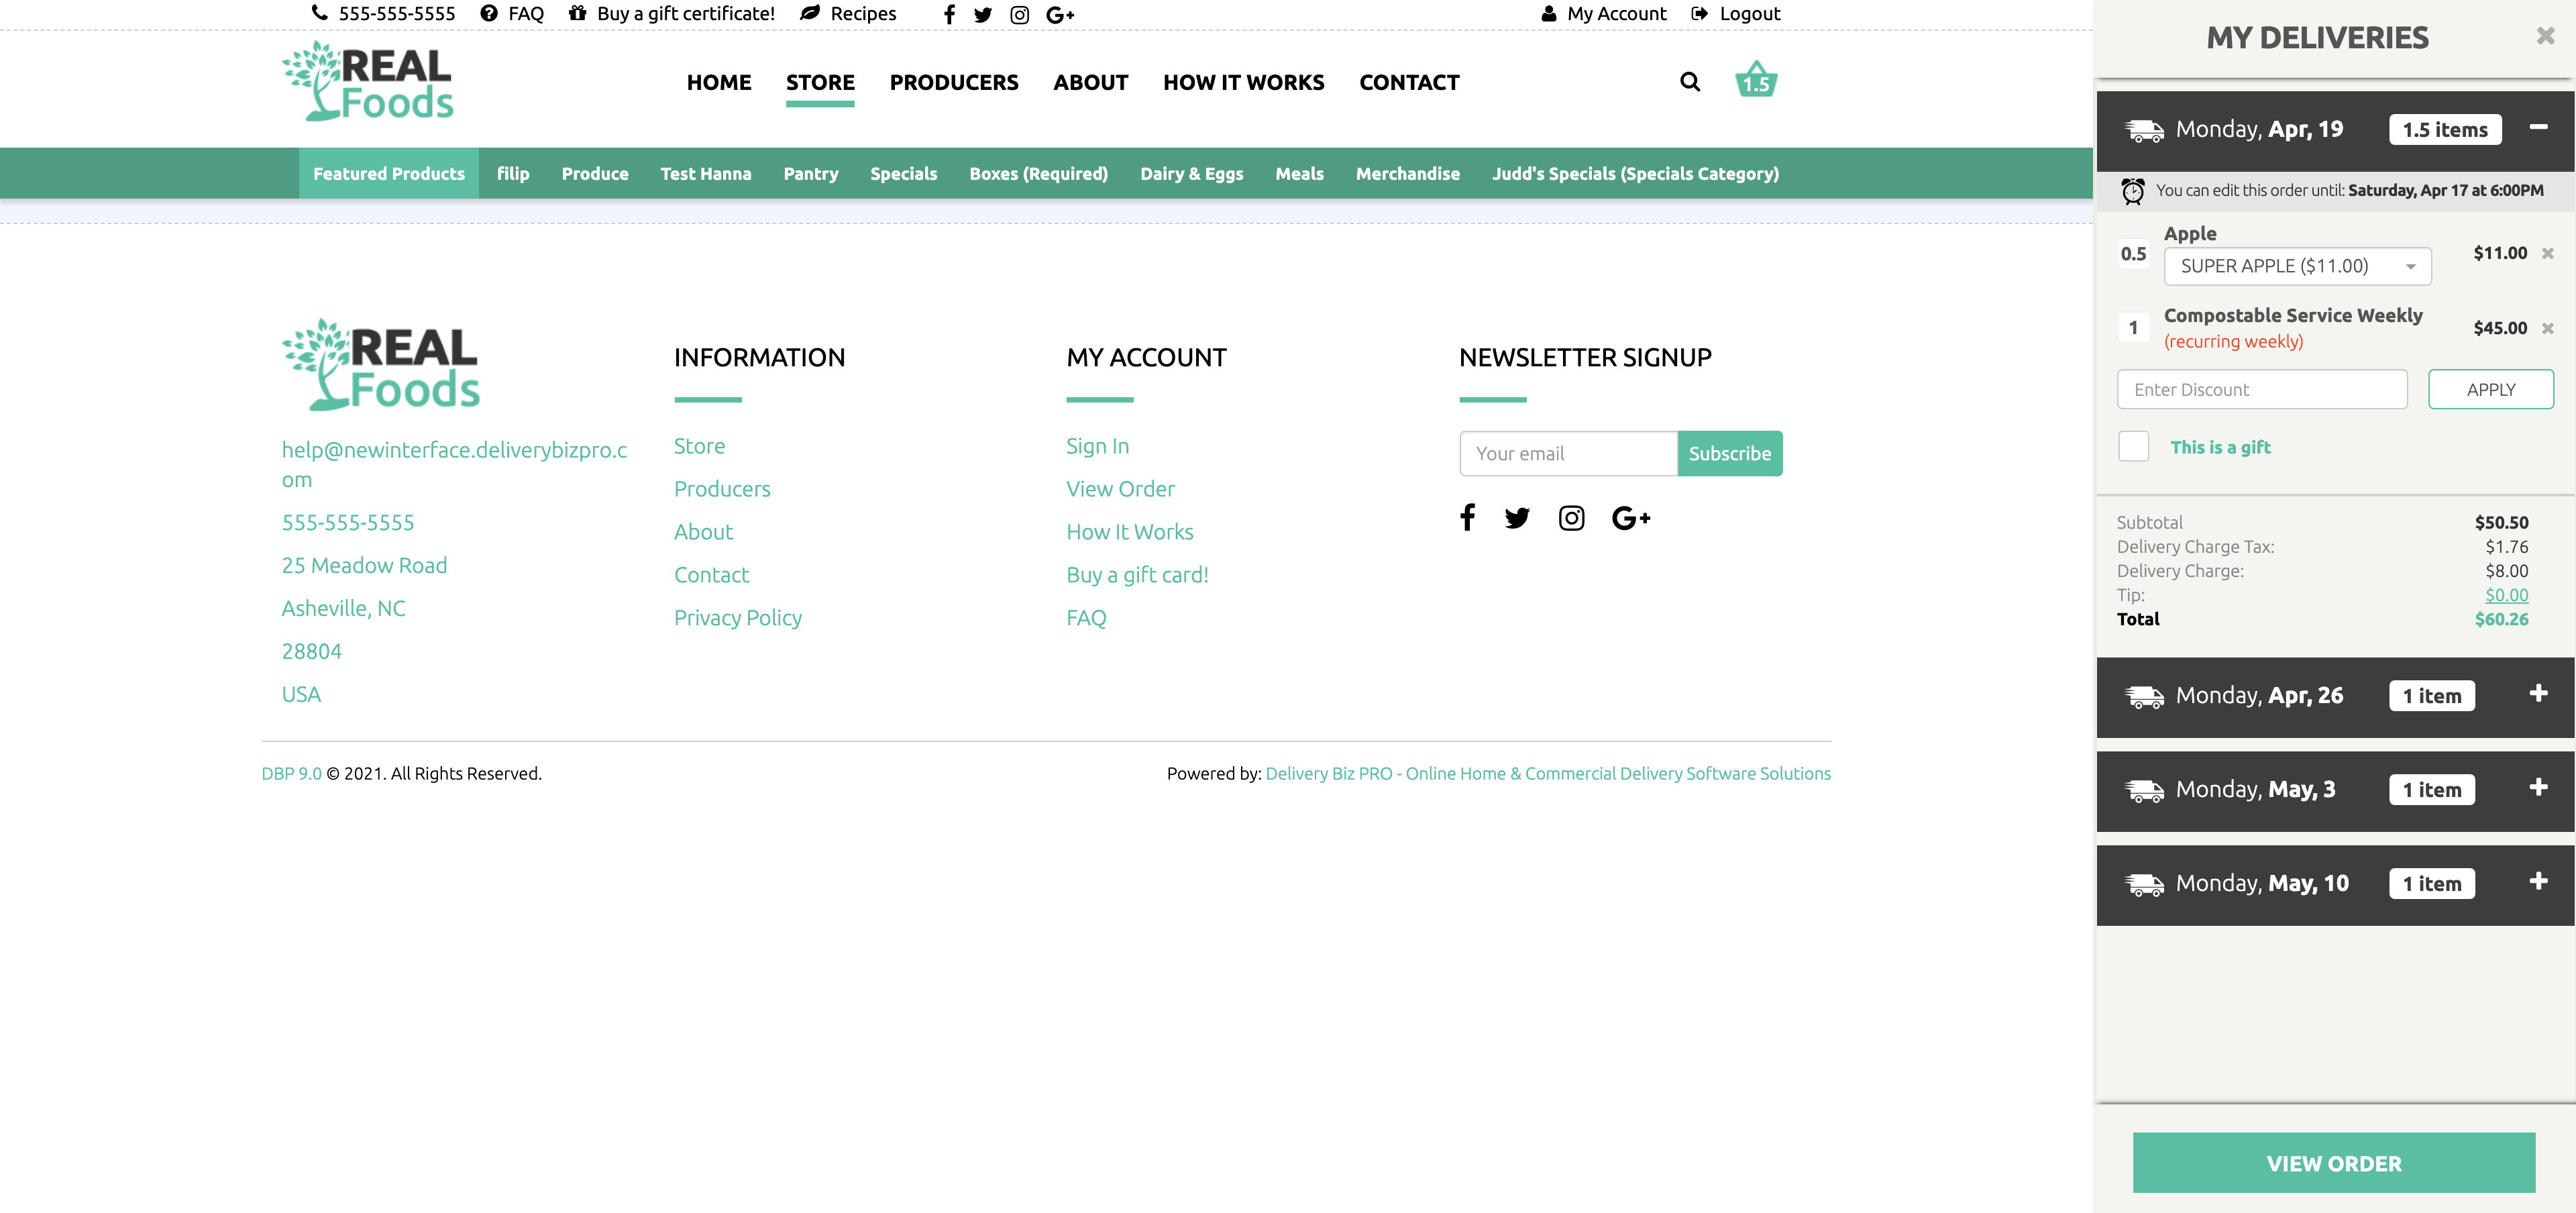 555-555-5555 FAQ Buy a gift certificate! Recipes My Account Logout
REAL
Foods
HOME STORE PRODUCERS ABOUT HOW IT WORKS CONTACT 1.5
Featured Products filip Produce Test Hanna Pantry Specials Boxes (Required) Dairy & Eggs Meals Merchandise Judd's Specials (Specials Category)
REAL
Foods
help@newinterface.deliverybizpro.c
om
555-555-5555
25 Meadow Road
Asheville, NC
28804
USA
INFORMATION
Store
Producers
About
Contact
Privacy Policy
MY ACCOUNT
Sign In
View Order
How It Works
Buy a gift card!
FAQ
NEWSLETTER SIGNUP
Your email Subscribe
DBP 9.0 © 2021. All Rights Reserved. Powered by: Delivery Biz PRO - Online Home & Commercial Delivery Software Solutions
MY DELIVERIES
Monday, Apr, 19 1.5 items
You can edit this order until: Saturday, Apr 17 at 6:00PM
Apple
0.5 SUPER APPLE ($11.00) $11.00
Compostable Service Weekly
1 $45.00
(recurring weekly)
Enter Discount APPLY
This is a gift
Subtotal $50.50
Delivery Charge Tax: $1.76
Delivery Charge: $8.00
Tip: $0.00
Total $60.26
Monday, Apr, 26 1 item
Monday, May, 3 1 item
Monday, May, 10 1 item
VIEW ORDER